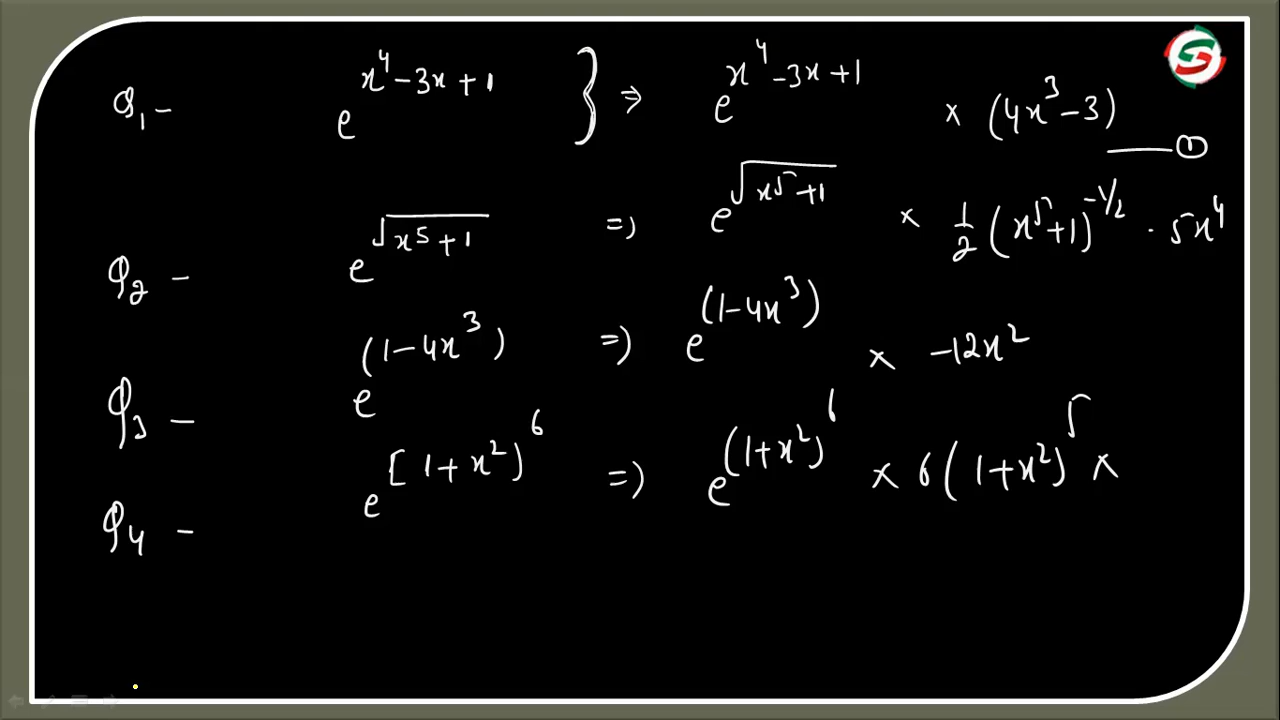 Q1- e^(x^4-3x+1) } ⇒ e^(x^4-3x+1) × (4x^3-3) —①
Q2- e^(√(x^5+1)) ⇒ e^(√(x^5+1)) × 1/2 (x^5+1)^(-1/2) · 5x^4
Q3- e^(1-4x^3) ⇒ e^(1-4x^3) × -12x^2
Q4- e^[1+x^2)^6 ⇒ e^(1+x^2)^6 × 6(1+x^2)^5 ×